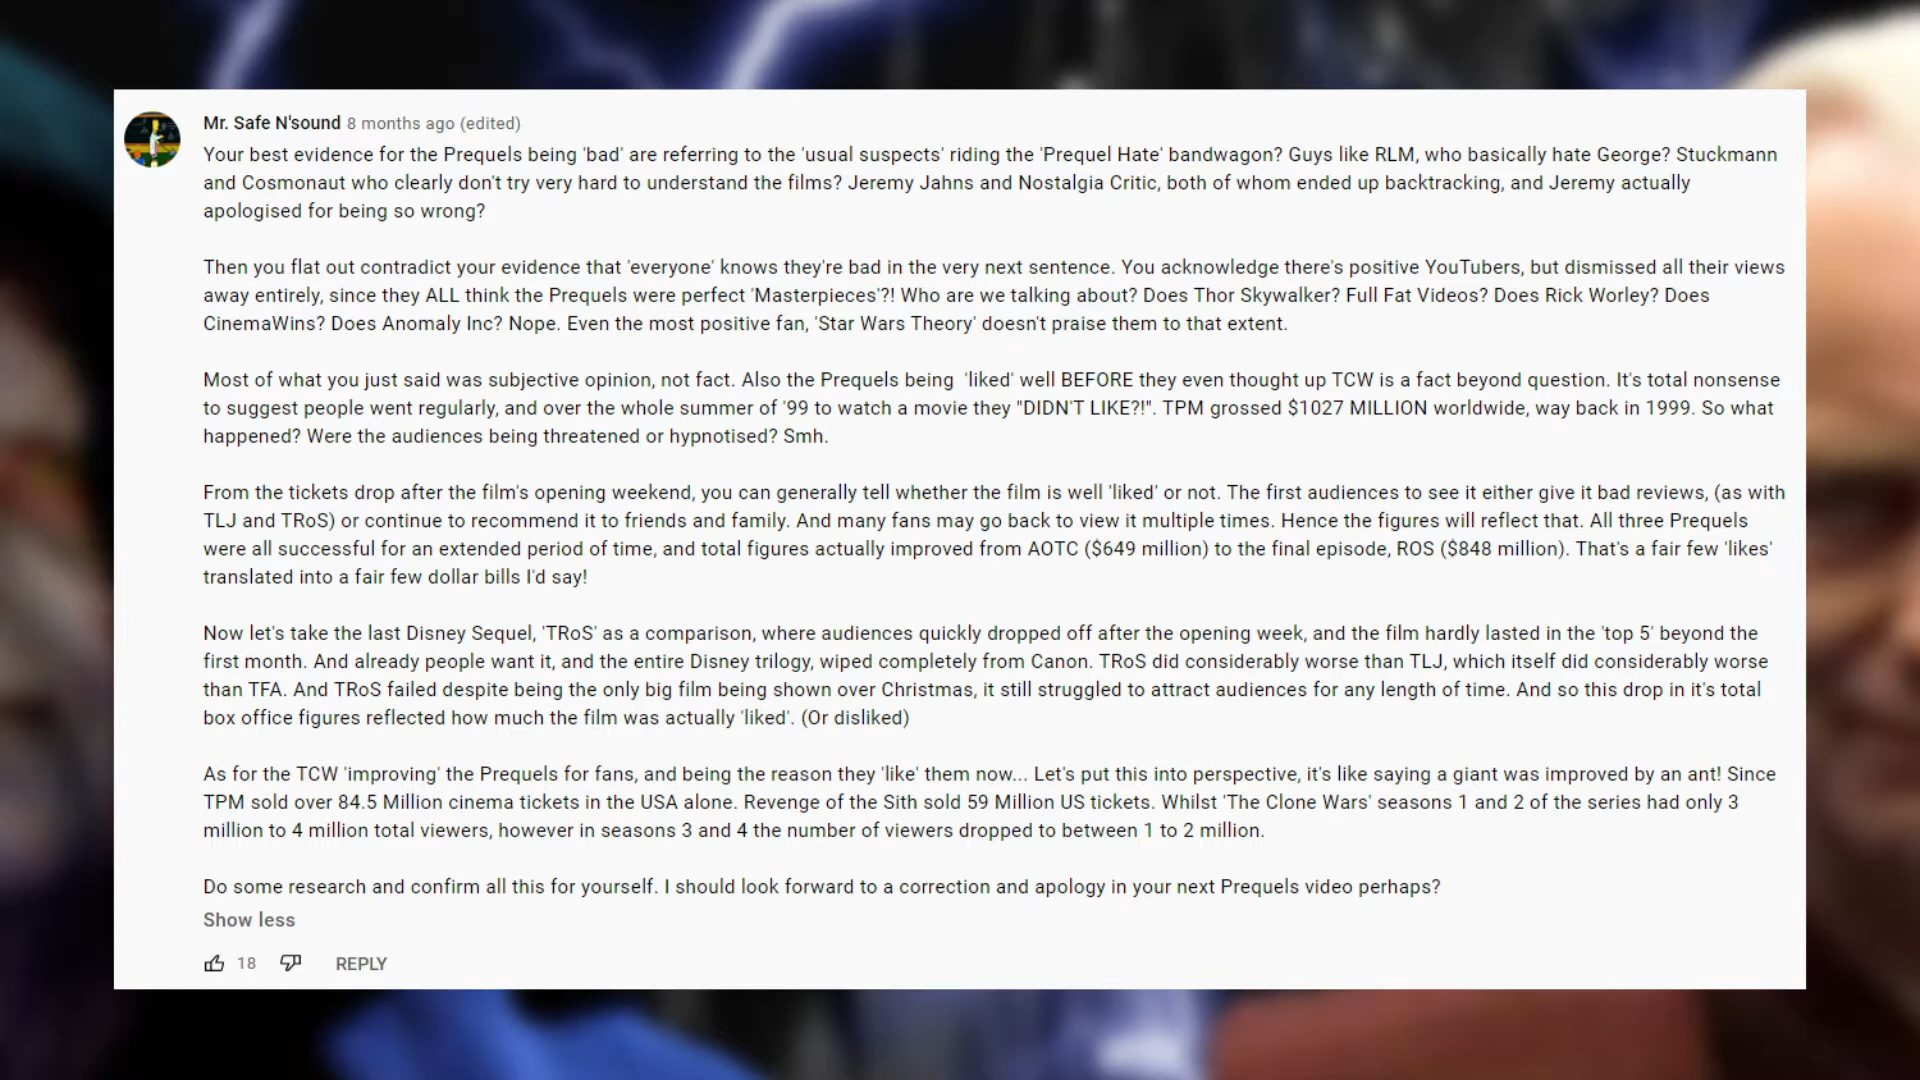 Mr. Safe N'sound 8 months ago (edited)
Your best evidence for the Prequels being 'bad' are referring to the 'usual suspects' riding the 'Prequel Hate' bandwagon? Guys like RLM, who basically hate George? Stuckmann
and Cosmonaut who clearly don't try very hard to understand the films? Jeremy Jahns and Nostalgia Critic, both of whom ended up backtracking, and Jeremy actually
apologised for being so wrong?
Then you flat out contradict your evidence that 'everyone' knows they're bad in the very next sentence. You acknowledge there's positive YouTubers, but dismissed all their views
away entirely, since they ALL think the Prequels were perfect 'Masterpieces'?! Who are we talking about? Does Thor Skywalker? Full Fat Videos? Does Rick Worley? Does
CinemaWins? Does Anomaly Inc? Nope. Even the most positive fan, 'Star Wars Theory' doesn't praise them to that extent.
Most of what you just said was subjective opinion, not fact. Also the Prequels being 'liked' well BEFORE they even thought up TCW is a fact beyond question. It's total nonsense
to suggest people went regularly, and over the whole summer of '99 to watch a movie they "DIDN'T LIKE?!". TPM grossed $1027 MILLION worldwide, way back in 1999. So what
happened? Were the audiences being threatened or hypnotised? Smh.
From the tickets drop after the film's opening weekend, you can generally tell whether the film is well 'liked' or not. The first audiences to see it either give it bad reviews, (as with
TLJ and TRoS) or continue to recommend it to friends and family. And many fans may go back to view it multiple times. Hence the figures will reflect that. All three Prequels
were all successful for an extended period of time, and total figures actually improved from AOTC ($649 million) to the final episode, ROS ($848 million). That's a fair few 'likes'
translated into a fair few dollar bills I'd say!
Now let's take the last Disney Sequel, 'TRoS' as a comparison, where audiences quickly dropped off after the opening week, and the film hardly lasted in the 'top 5' beyond the
first month. And already people want it, and the entire Disney trilogy, wiped completely from Canon. TRoS did considerably worse than TLJ, which itself did considerably worse
than TFA. And TRoS failed despite being the only big film being shown over Christmas, it still struggled to attract audiences for any length of time. And so this drop in it's total
box office figures reflected how much the film was actually 'liked'. (Or disliked)
As for the TCW 'improving' the Prequels for fans, and being the reason they 'like' them now... Let's put this into perspective, it's like saying a giant was improved by an ant! Since
TPM sold over 84.5 Million cinema tickets in the USA alone. Revenge of the Sith sold 59 Million US tickets. Whilst 'The Clone Wars' seasons 1 and 2 of the series had only 3
million to 4 million total viewers, however in seasons 3 and 4 the number of viewers dropped to between 1 to 2 million.
Do some research and confirm all this for yourself. I should look forward to a correction and apology in your next Prequels video perhaps?
Show less
18 REPLY